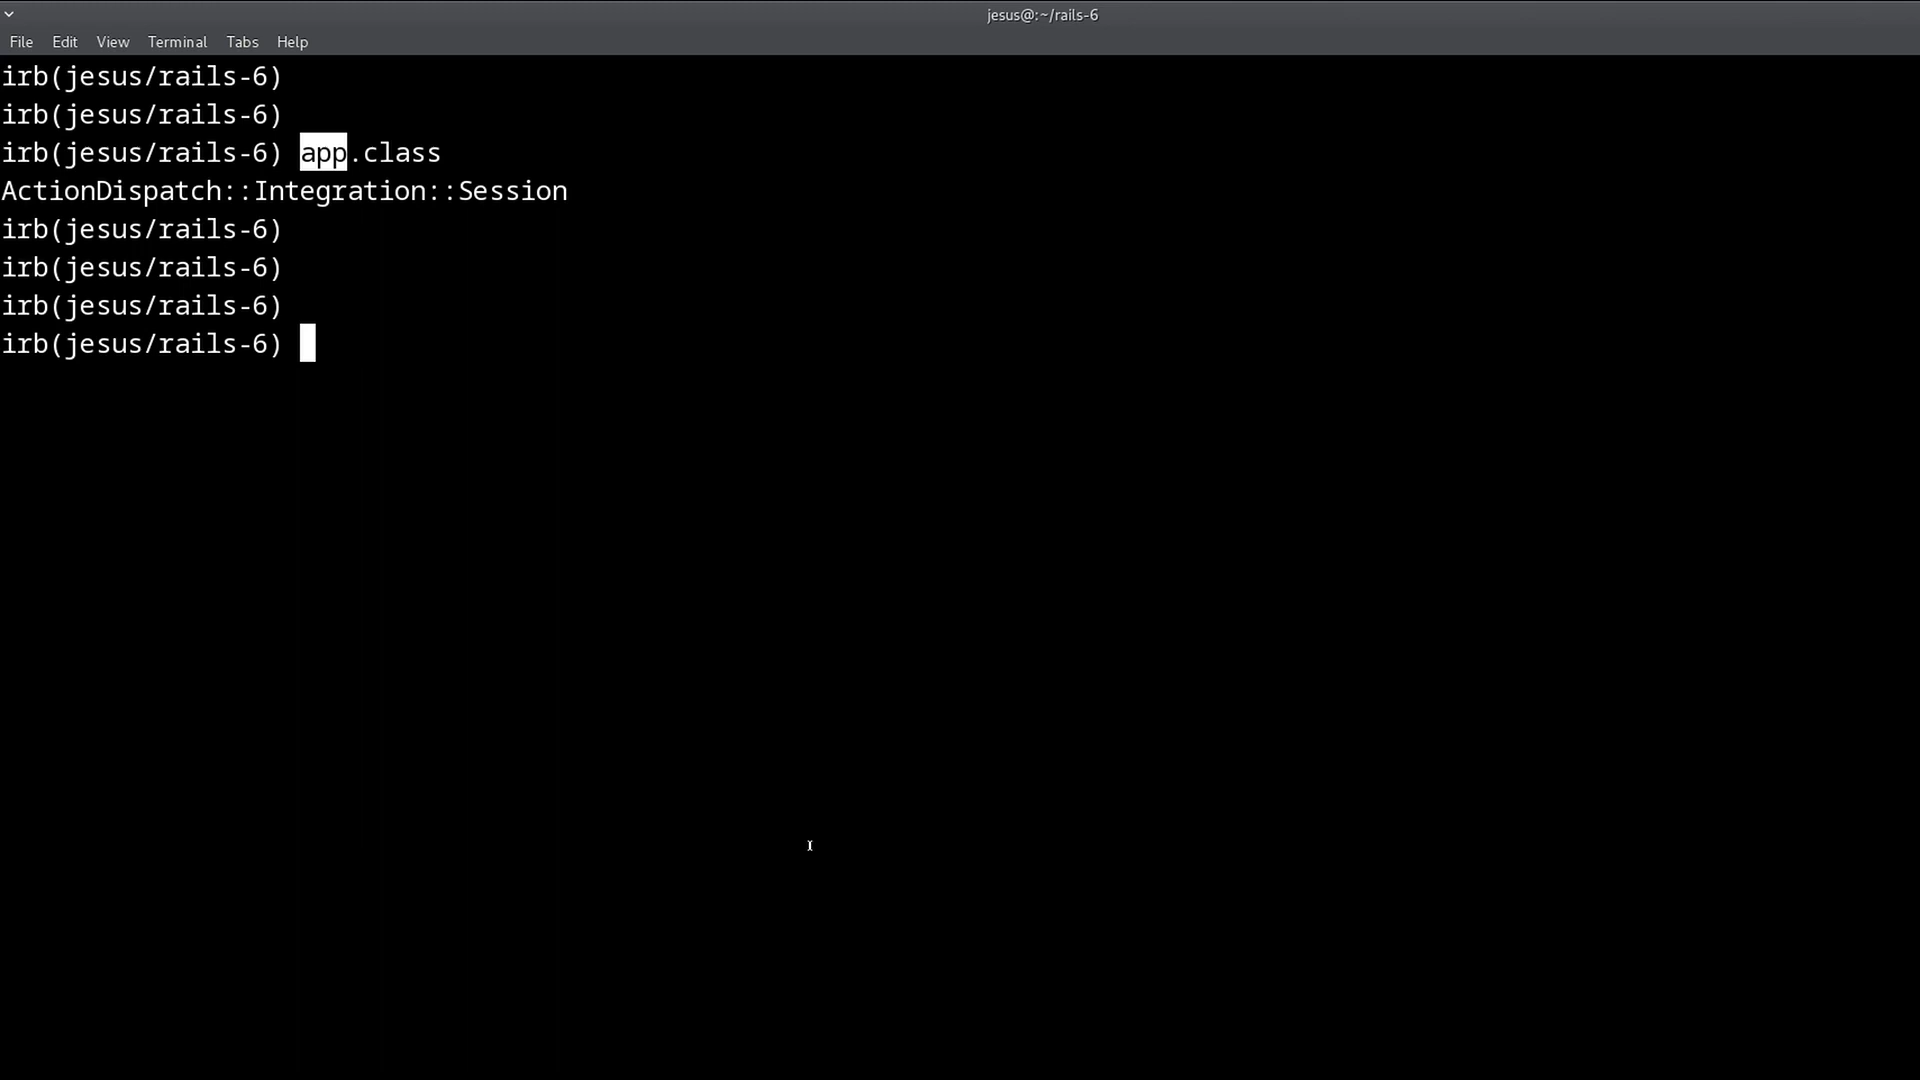 jesus@:~/rails-6
File Edit View Terminal Tabs Help
irb(jesus/rails-6)
irb(jesus/rails-6)
irb(jesus/rails-6) app.class
ActionDispatch::Integration::Session
irb(jesus/rails-6)
irb(jesus/rails-6)
irb(jesus/rails-6)
irb(jesus/rails-6)